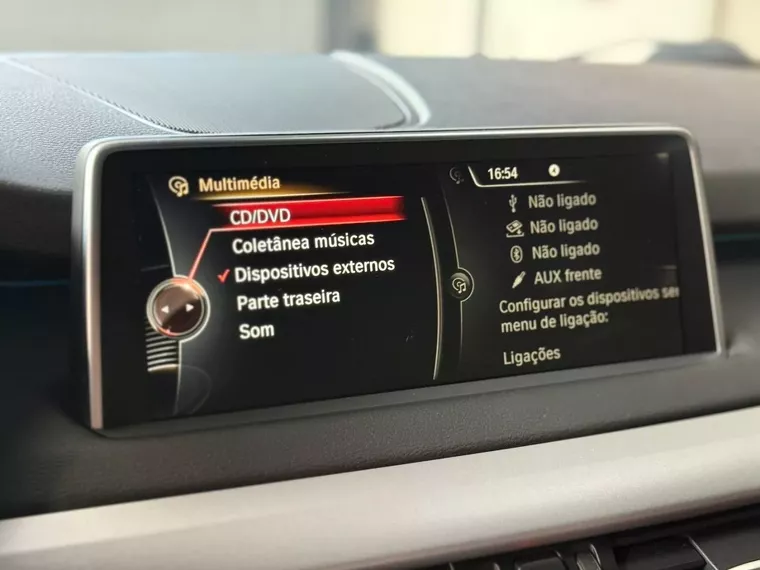 Multimédia
CD/DVD
Coletânea músicas
Dispositivos externos
Parte traseira
Som
16:54
Não ligado
Não ligado
Não ligado
AUX frente
Configurar os dispositivos
menu de ligação:
Ligações